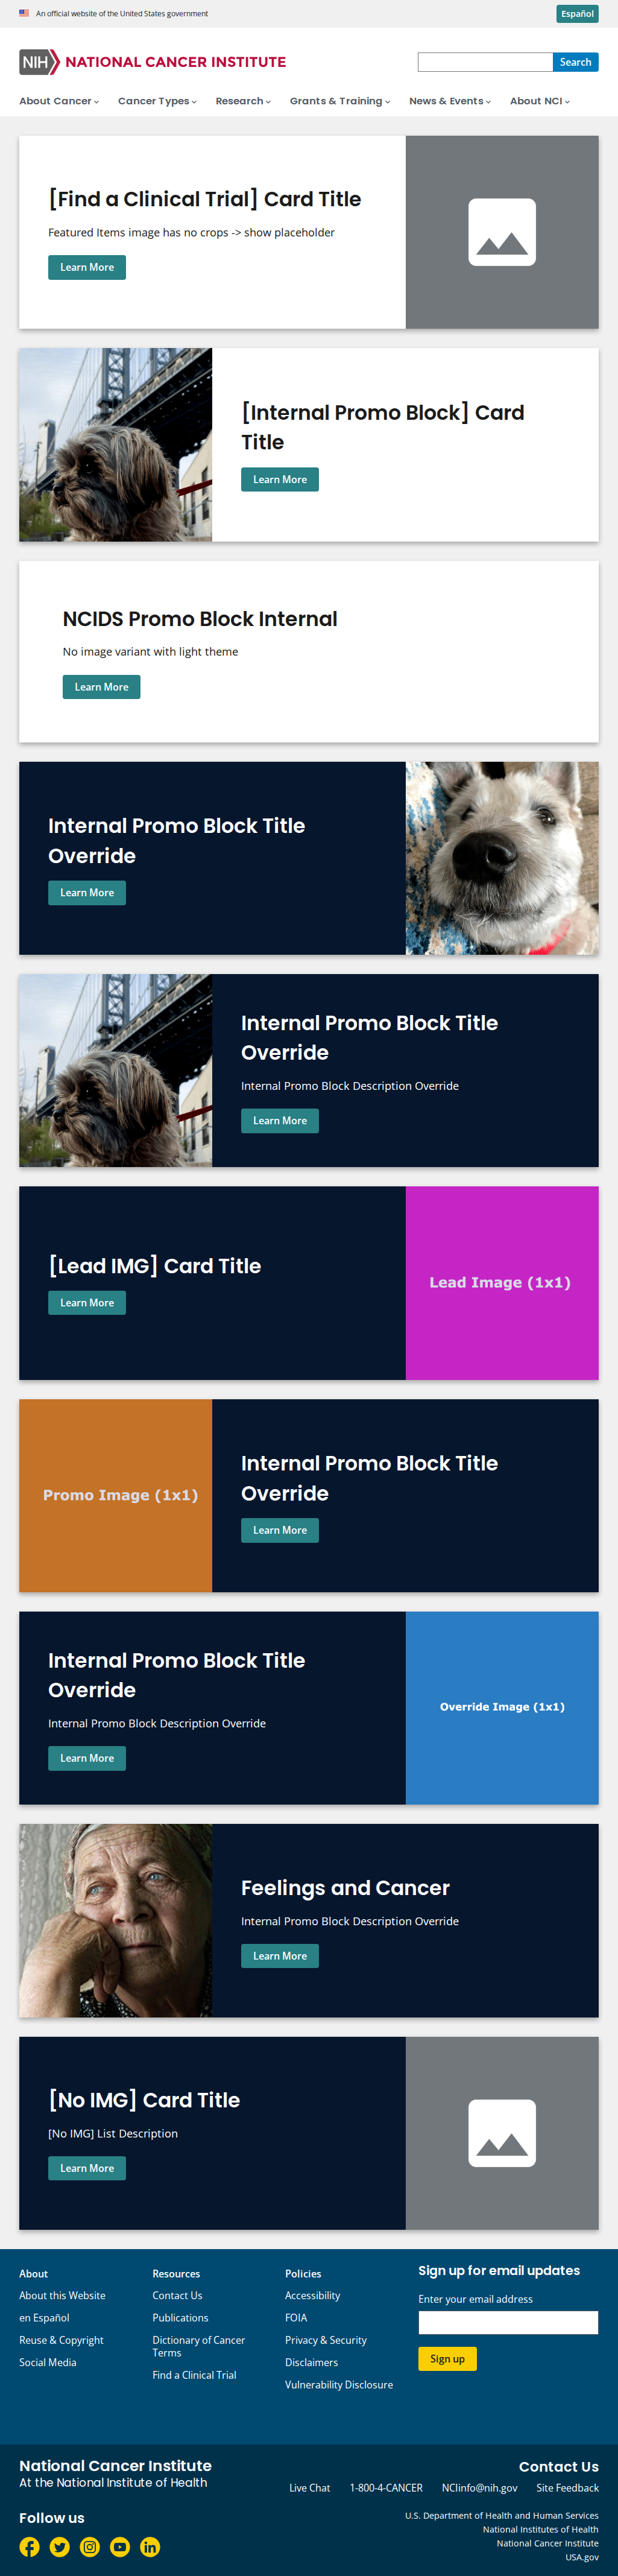 An official website of the United States government
Español
NIH NATIONAL CANCER INSTITUTE
Search
About Cancer
Cancer Types
Research
Grants & Training
News & Events
About NCI
[Find a Clinical Trial] Card Title
Featured Items image has no crops -> show placeholder
Learn More
[Internal Promo Block] Card
Title
Learn More
NCIDS Promo Block Internal
No image variant with light theme
Learn More
Internal Promo Block Title
Override
Learn More
Internal Promo Block Title
Override
Internal Promo Block Description Override
Learn More
[Lead IMG] Card Title
Learn More
Lead Image (1x1)
Promo Image (1x1)
Internal Promo Block Title
Override
Learn More
Internal Promo Block Title
Override
Internal Promo Block Description Override
Learn More
Override Image (1x1)
Feelings and Cancer
Internal Promo Block Description Override
Learn More
[No IMG] Card Title
[No IMG] List Description
Learn More
About
About this Website
en Español
Reuse & Copyright
Social Media
Resources
Contact Us
Publications
Dictionary of Cancer
Terms
Find a Clinical Trial
Policies
Accessibility
FOIA
Privacy & Security
Disclaimers
Vulnerability Disclosure
Sign up for email updates
Enter your email address
Sign up
National Cancer Institute
At the National Institute of Health
Follow us
Contact Us
Live Chat
1-800-4-CANCER
NCIinfo@nih.gov
Site Feedback
U.S. Department of Health and Human Services
National Institutes of Health
National Cancer Institute
USA.gov